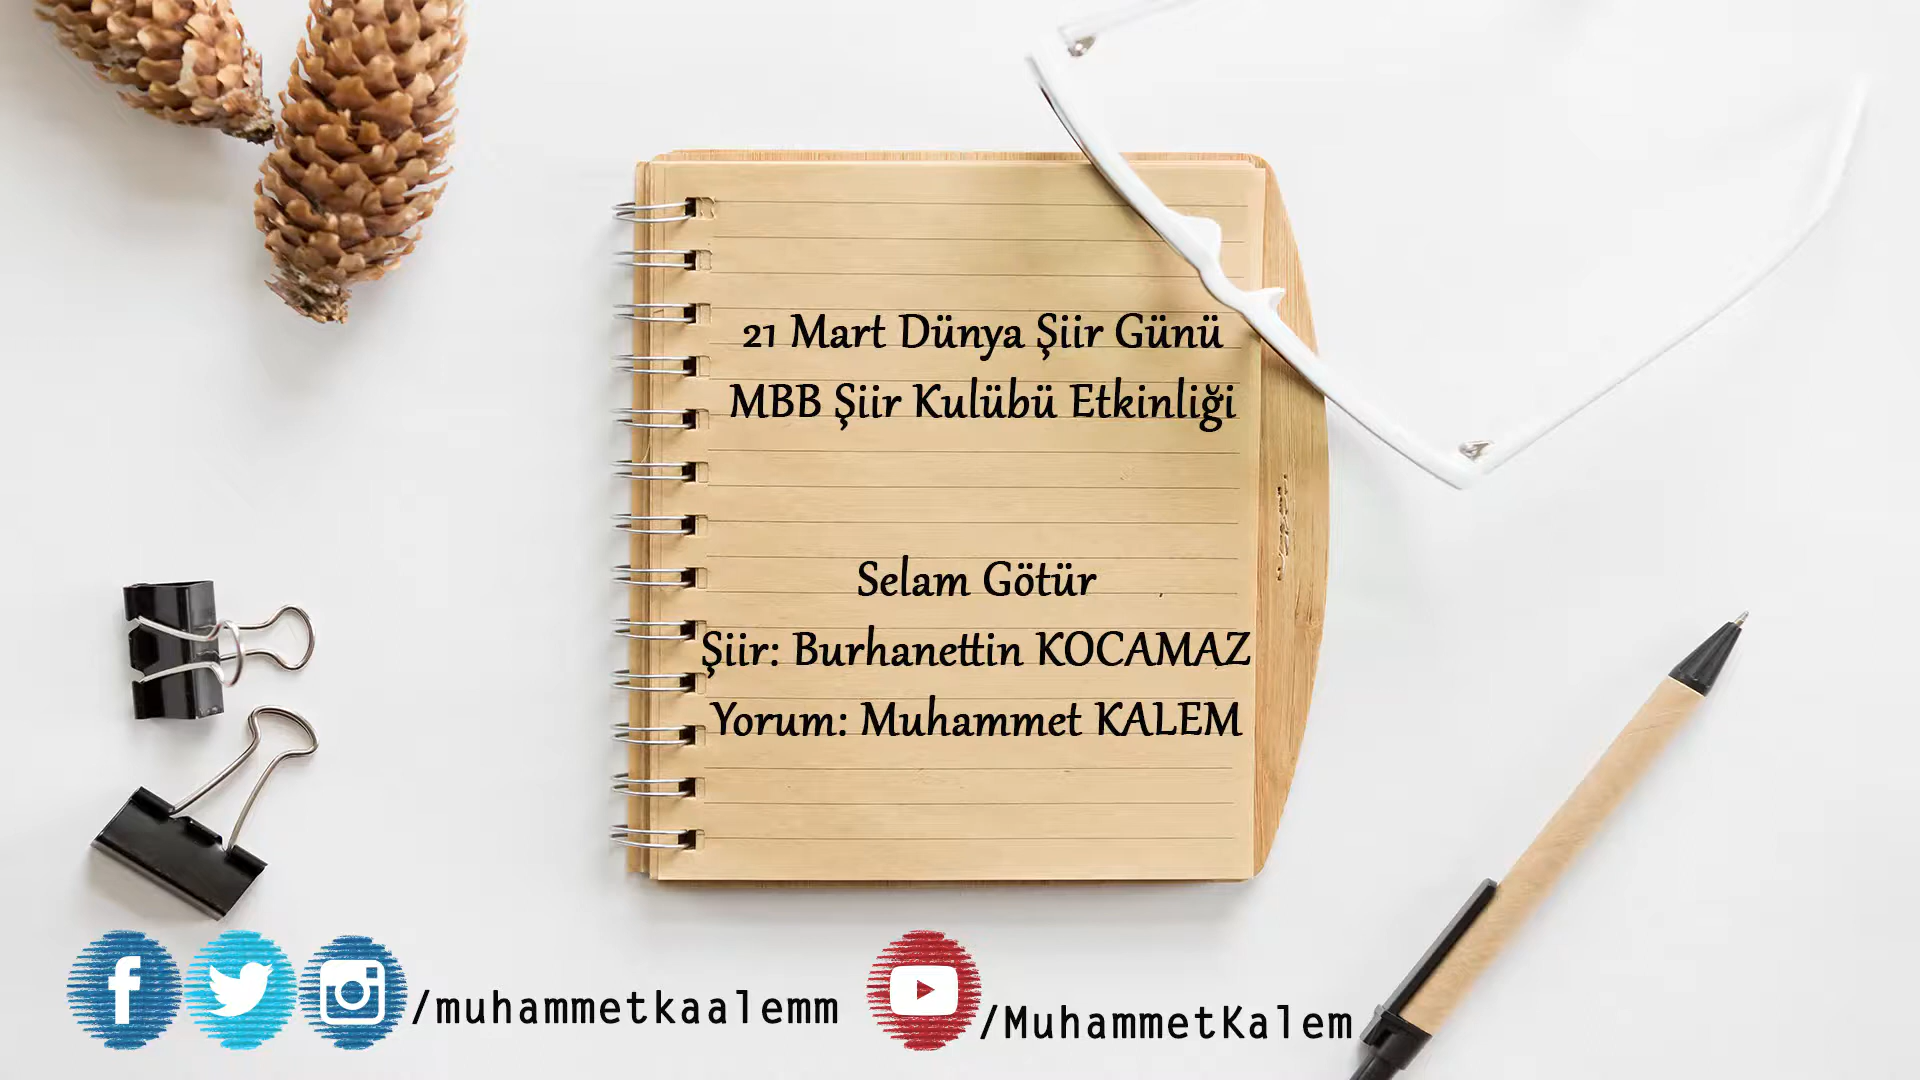 21 Mart Dünya Şiir Günü
MBB Şiir Kulübü Etkinliği
Selam Götür
Şiir: Burhanettin KOCAMAZ
Yorum: Muhammet KALEM
/muhammetkaalemm
/MuhammetKalem